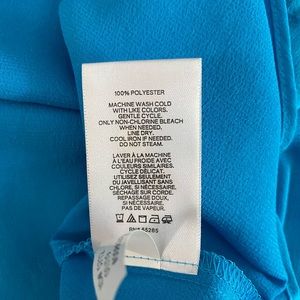 100% POLYESTER
MACHINE WASH COLD
WITH LIKE COLORS.
GENTLE CYCLE.
ONLY NON-CHLORINE BLEACH
WHEN NEEDED.
LINE DRY.
COOL IRON IF NEEDED.
DO NOT STEAM.
LAVER À LA MACHINE
À L'EAU FROIDE AVEC
COULEURS SIMILAIRES.
CYCLE DÉLICAT.
UTILISEZ SEULEMENT
DU JAVELLISANT SANS
CHLORE, SI NÉCESSAIRE.
SÉCHAGE SUR CORDE.
REPASSAGE DOUX,
SI NÉCESSAIRE.
PAS DE VAPEUR.
RN# 55285